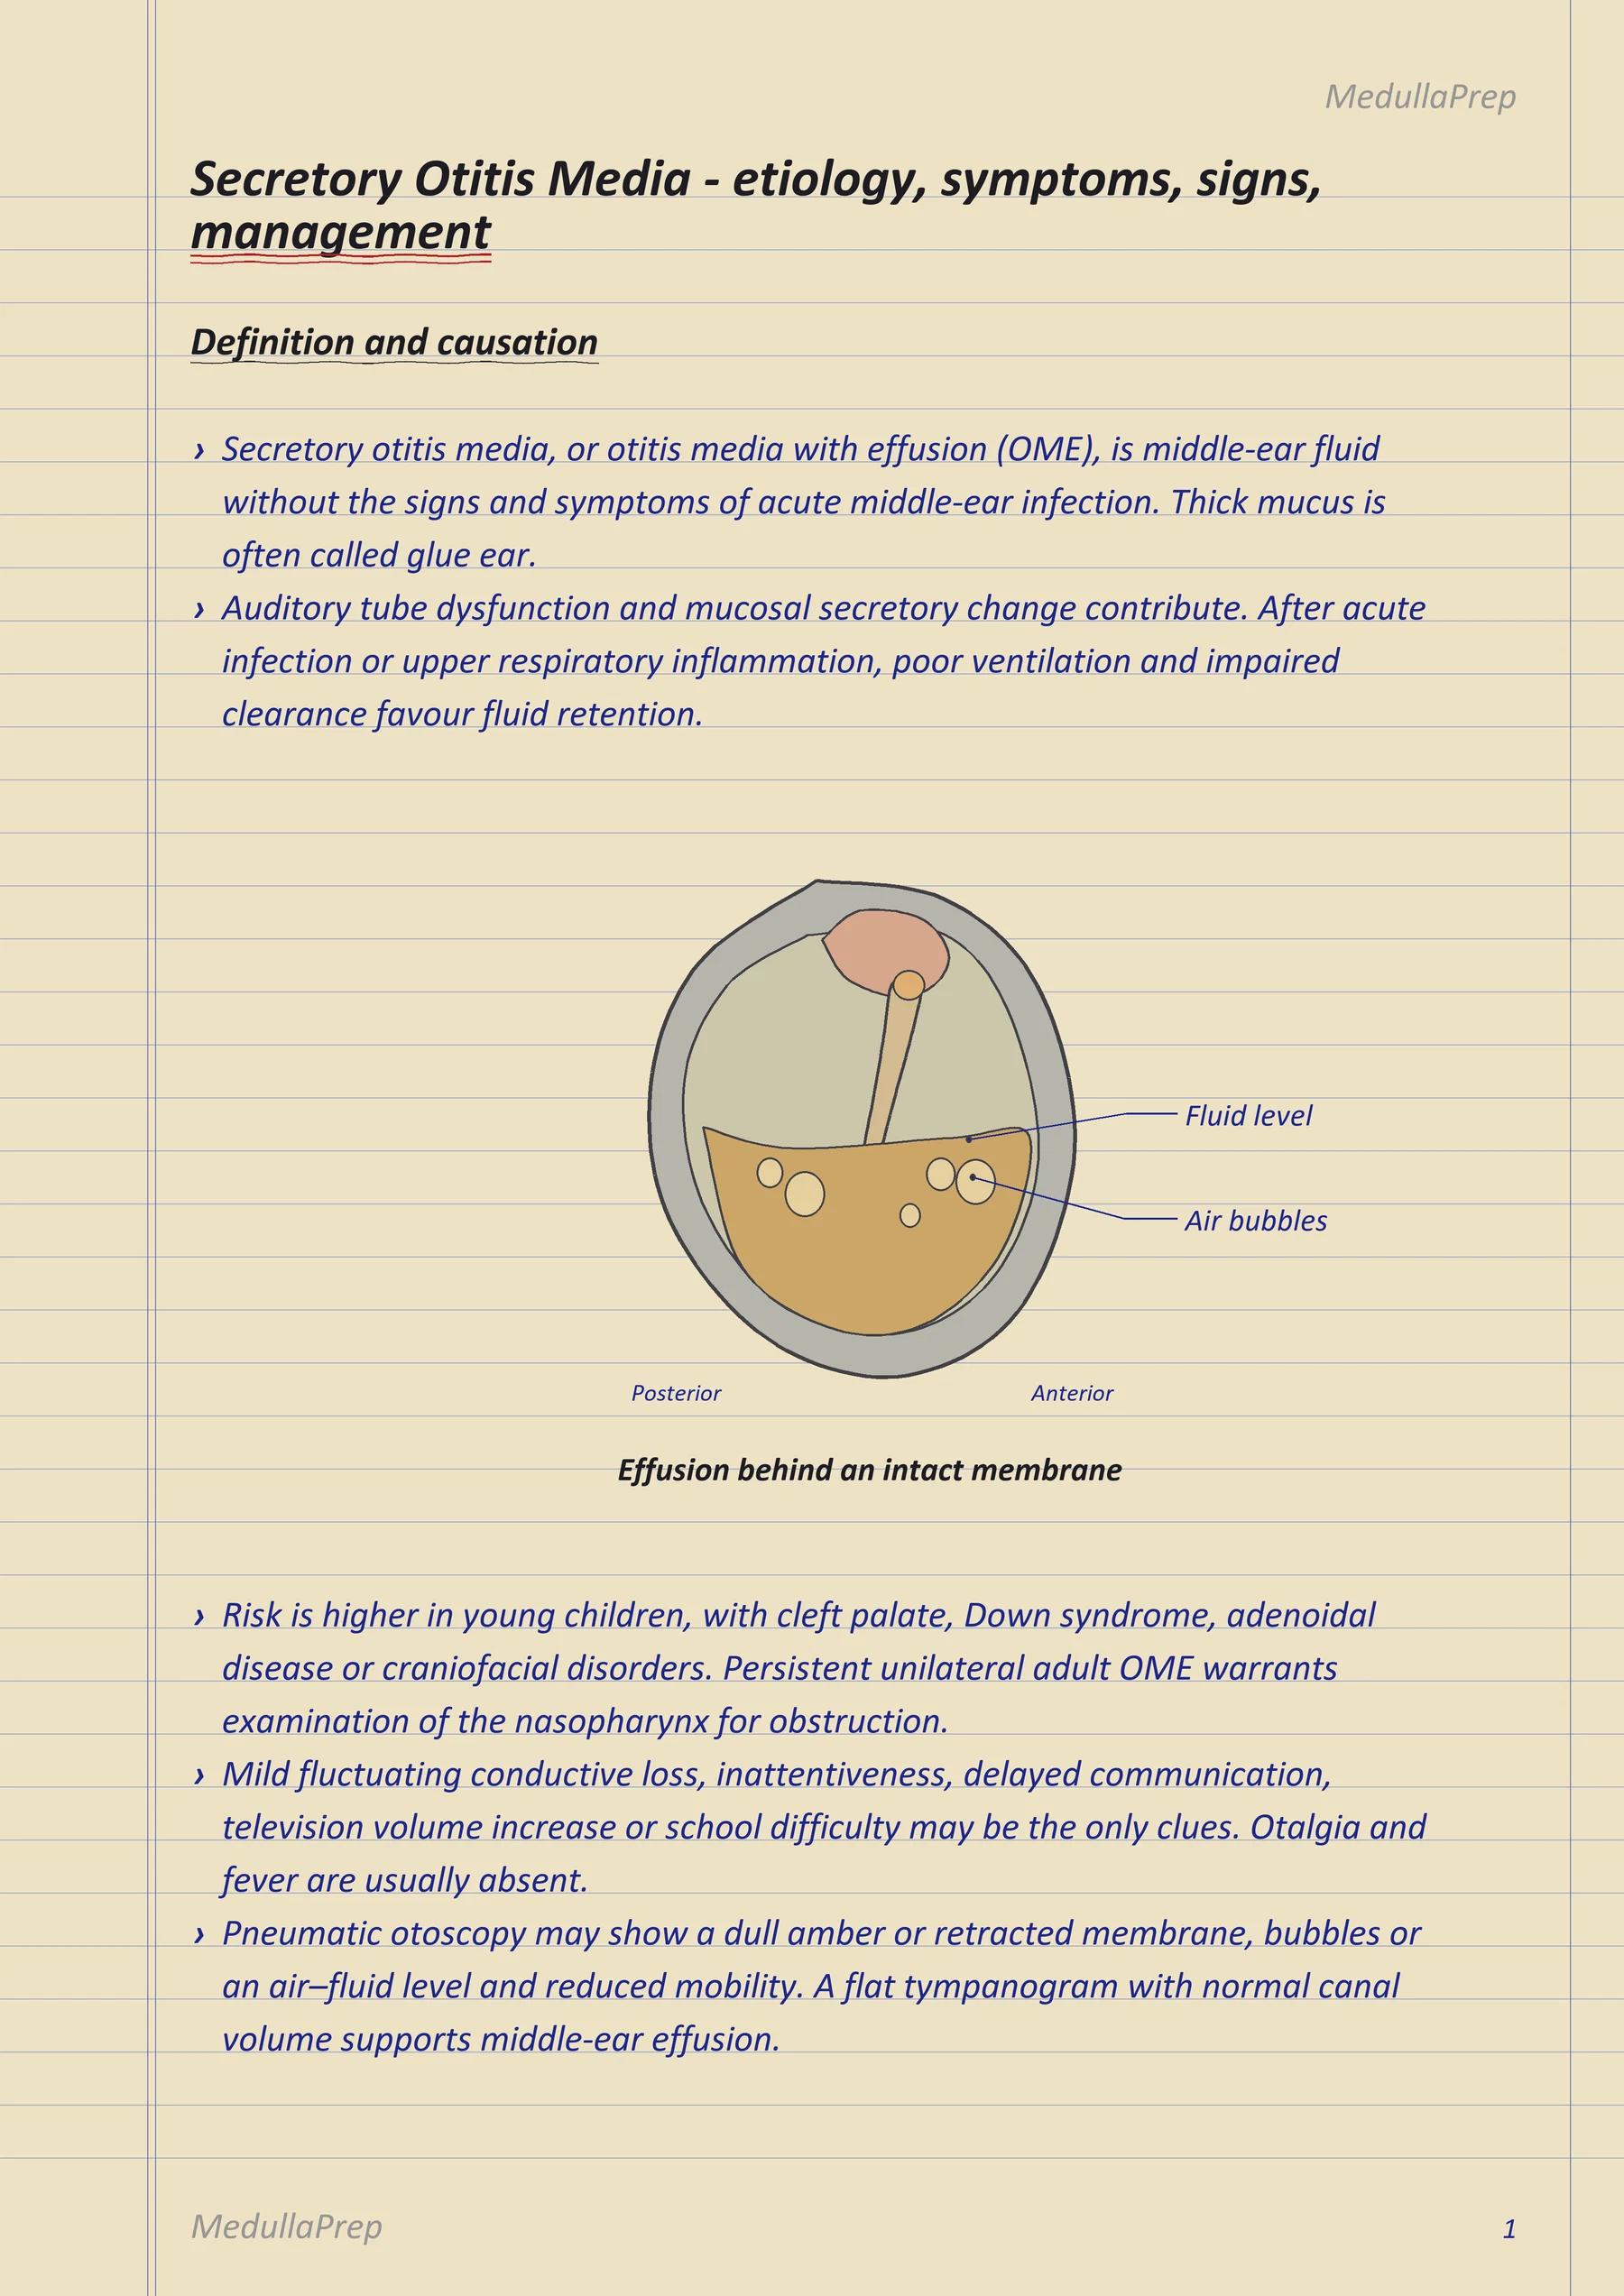 MedullaPrep
Secretory Otitis Media - etiology, symptoms, signs,
management
Definition and causation
› Secretory otitis media, or otitis media with effusion (OME), is middle-ear fluid
without the signs and symptoms of acute middle-ear infection. Thick mucus is
often called glue ear.
› Auditory tube dysfunction and mucosal secretory change contribute. After acute
infection or upper respiratory inflammation, poor ventilation and impaired
clearance favour fluid retention.
Fluid level
Air bubbles
Posterior Anterior
Effusion behind an intact membrane
› Risk is higher in young children, with cleft palate, Down syndrome, adenoidal
disease or craniofacial disorders. Persistent unilateral adult OME warrants
examination of the nasopharynx for obstruction.
› Mild fluctuating conductive loss, inattentiveness, delayed communication,
television volume increase or school difficulty may be the only clues. Otalgia and
fever are usually absent.
› Pneumatic otoscopy may show a dull amber or retracted membrane, bubbles or
an air–fluid level and reduced mobility. A flat tympanogram with normal canal
volume supports middle-ear effusion.
MedullaPrep 1